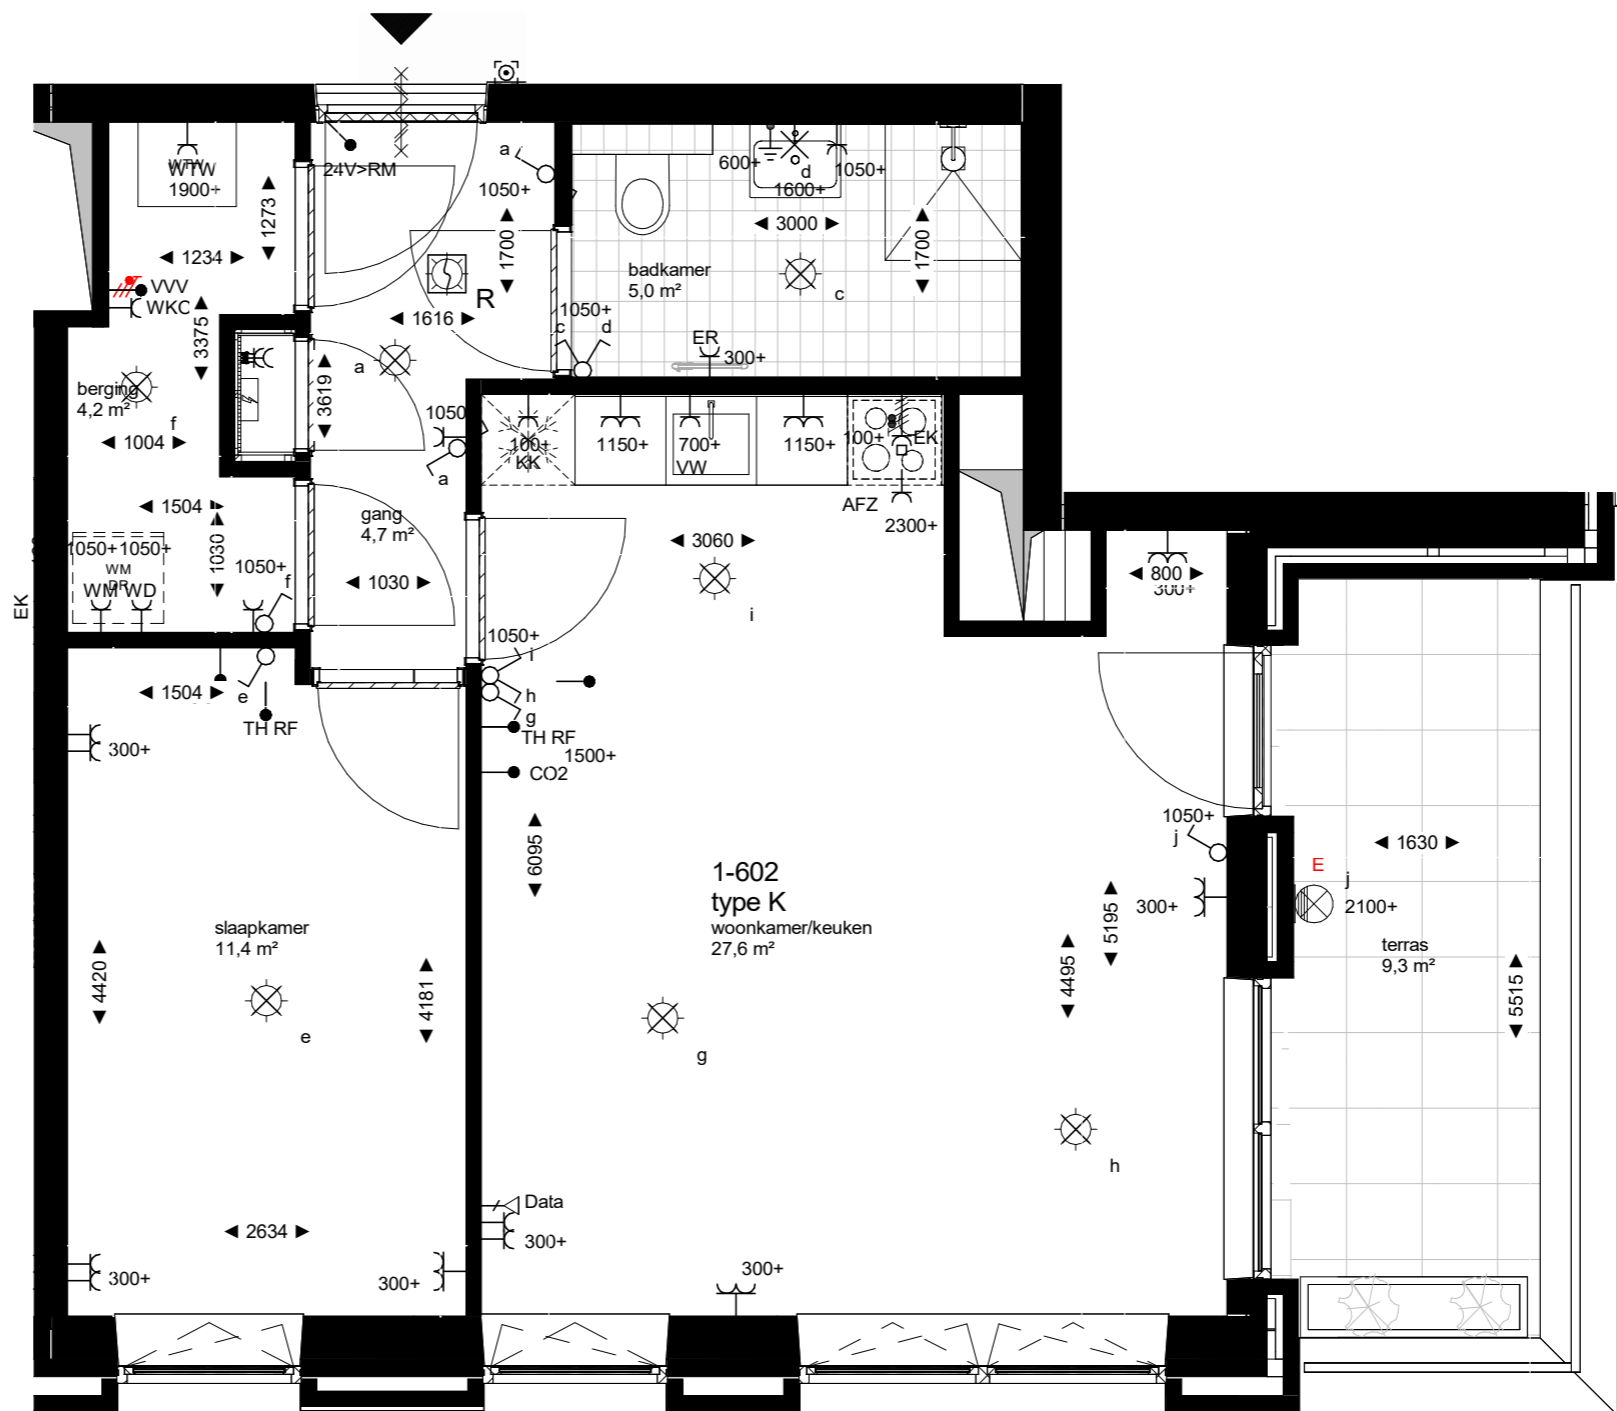 24V>RM
a
1050+
WTW
1900+
1273
1234
VVV
WKC
3375
berging
4,2 m²
f
1004
1504
1030
1050+
1050+
WM
DR
WM
WD
1050+
f
EK
1700
R
1616
a
3619
1050
a
gang
4,7 m²
1030
600+
d
1050+
1600+
3000
1700
badkamer
5,0 m²
c
1050+
c
d
ER
300+
100+
KK
1150+
700+
VW
1150+
100+
EK
AFZ
2300+
3060
i
800
300+
1504
e
TH RF
300+
1050+
i
h
g
TH RF
1500+
CO2
6095
1050+
j
300+
5195
4495
E
j
2100+
1630
terras
9,3 m²
5515
1-602
type K
woonkamer/keuken
27,6 m²
slaapkamer
11,4 m²
4420
4181
e
g
h
2634
300+
300+
Data
300+
300+